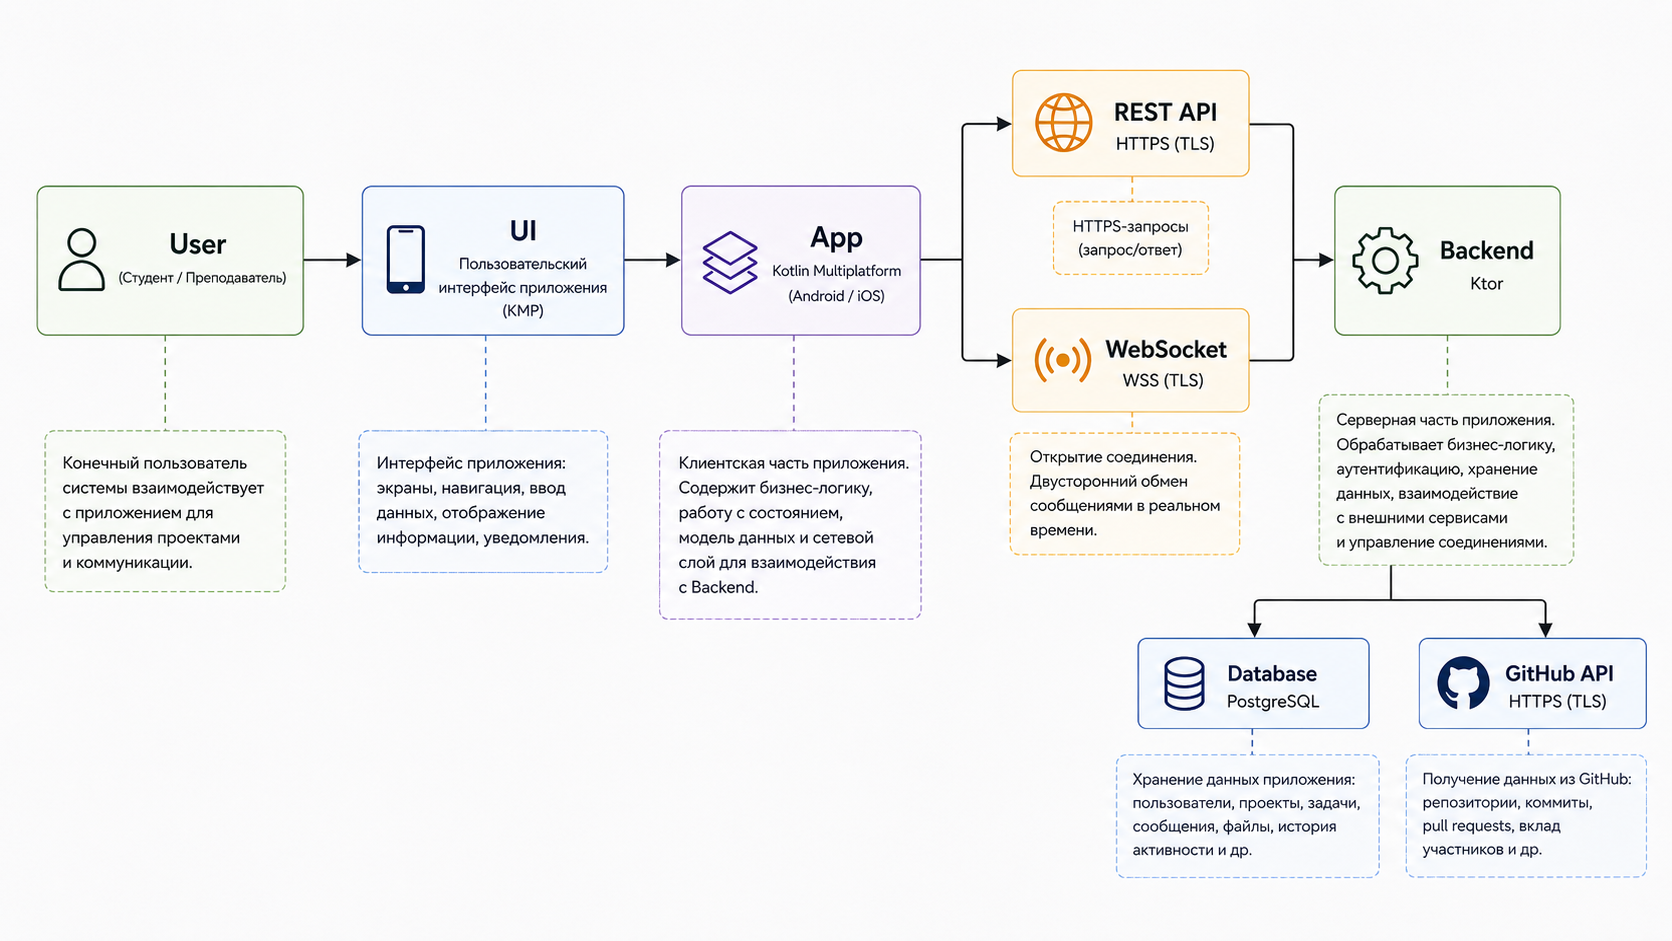 User
(Студент / Преподаватель)
Конечный пользователь
системы взаимодействует
с приложением для
управления проектами
и коммуникации.
UI
Пользовательский
интерфейс приложения
(KMP)
Интерфейс приложения:
экраны, навигация, ввод
данных, отображение
информации, уведомления.
App
Kotlin Multiplatform
(Android / iOS)
Клиентская часть приложения.
Содержит бизнес-логику,
работу с состоянием,
модель данных и сетевой
слой для взаимодействия
с Backend.
REST API
HTTPS (TLS)
HTTPS-запросы
(запрос/ответ)
WebSocket
WSS (TLS)
Открытие соединения.
Двусторонний обмен
сообщениями в реальном
времени.
Backend
Ktor
Серверная часть приложения.
Обрабатывает бизнес-логику,
аутентификацию, хранение
данных, взаимодействие
с внешними сервисами
и управление соединениями.
Database
PostgreSQL
Хранение данных приложения:
пользователи, проекты, задачи,
сообщения, файлы, история
активности и др.
GitHub API
HTTPS (TLS)
Получение данных из GitHub:
репозитории, коммиты,
pull requests, вклад
участников и др.